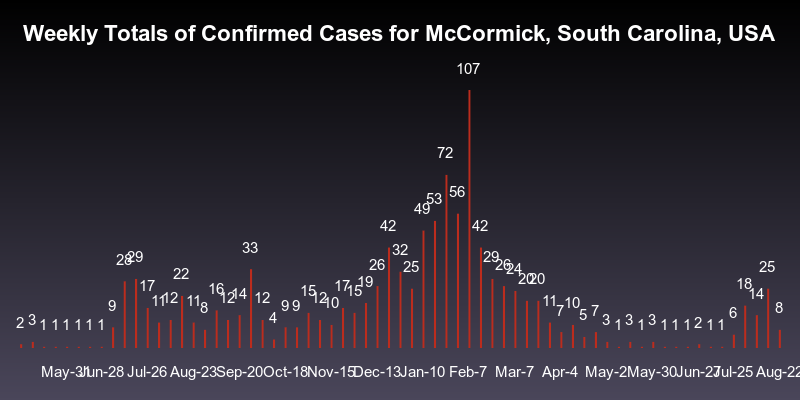 Weekly Totals of Confirmed Cases for McCormick, South Carolina, USA
2 3 1 1 1 1 1 1 9 28 29 17 11 12 22 11 8 16 12 14 33 12 4 9 9 15 12 10 17 15 19 26 42 32 25 49 53 72 56 107 42 29 26 24 20 20 11 7 10 5 7 3 1 3 1 3 1 1 1 2 1 1 6 18 14 25 8
May-31 Jun-28 Jul-26 Aug-23 Sep-20 Oct-18 Nov-15 Dec-13 Jan-10 Feb-7 Mar-7 Apr-4 May-2 May-30 Jun-27 Jul-25 Aug-22